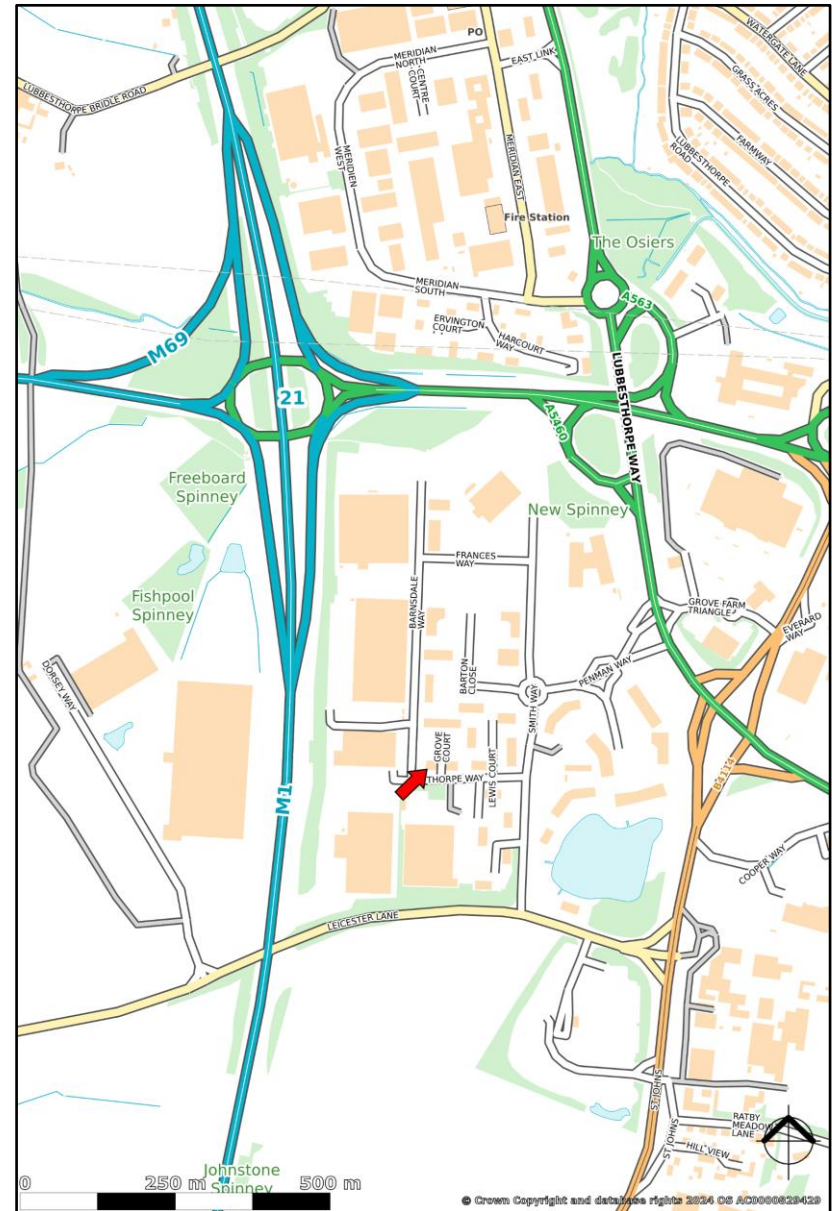 PO
MERIDIAN
NORTH
EAST LINK
CENTRE
COURT
WATERGATE LANE
GRASS ACRES
FARMWAY
LUBBESTHORPE
ROAD
LUBBESTHORPE BRIDLE ROAD
MERIDIEN
WEST
MERIDIAN EAST
Fire Station
The Osiers
MERIDIAN
SOUTH
A563
ERVINGTON
COURT
HARCOURT
WAY
M69
21
LUBBESTHORPE WAY
A5460
Freeboard
Spinney
New Spinney
FRANCES
WAY
Fishpool
Spinney
BARNSDALE
WAY
GROVE FARM
TRIANGLE
EVERARD
WAY
BARTON
CLOSE
PENMAN WAY
DORSEY WAY
SMITH WAY
GROVE
COURT
THORPE WAY
LEWIS COURT
M1
B4114
COOPER WAY
LEICESTER LANE
ST JOHNS
RATBY
MEADOW
LANE
ST JOHNS
HILL VIEW
Johnstone
Spinney
0 250 m 500 m
© Crown Copyright and database rights 2024 OS AC0000829429